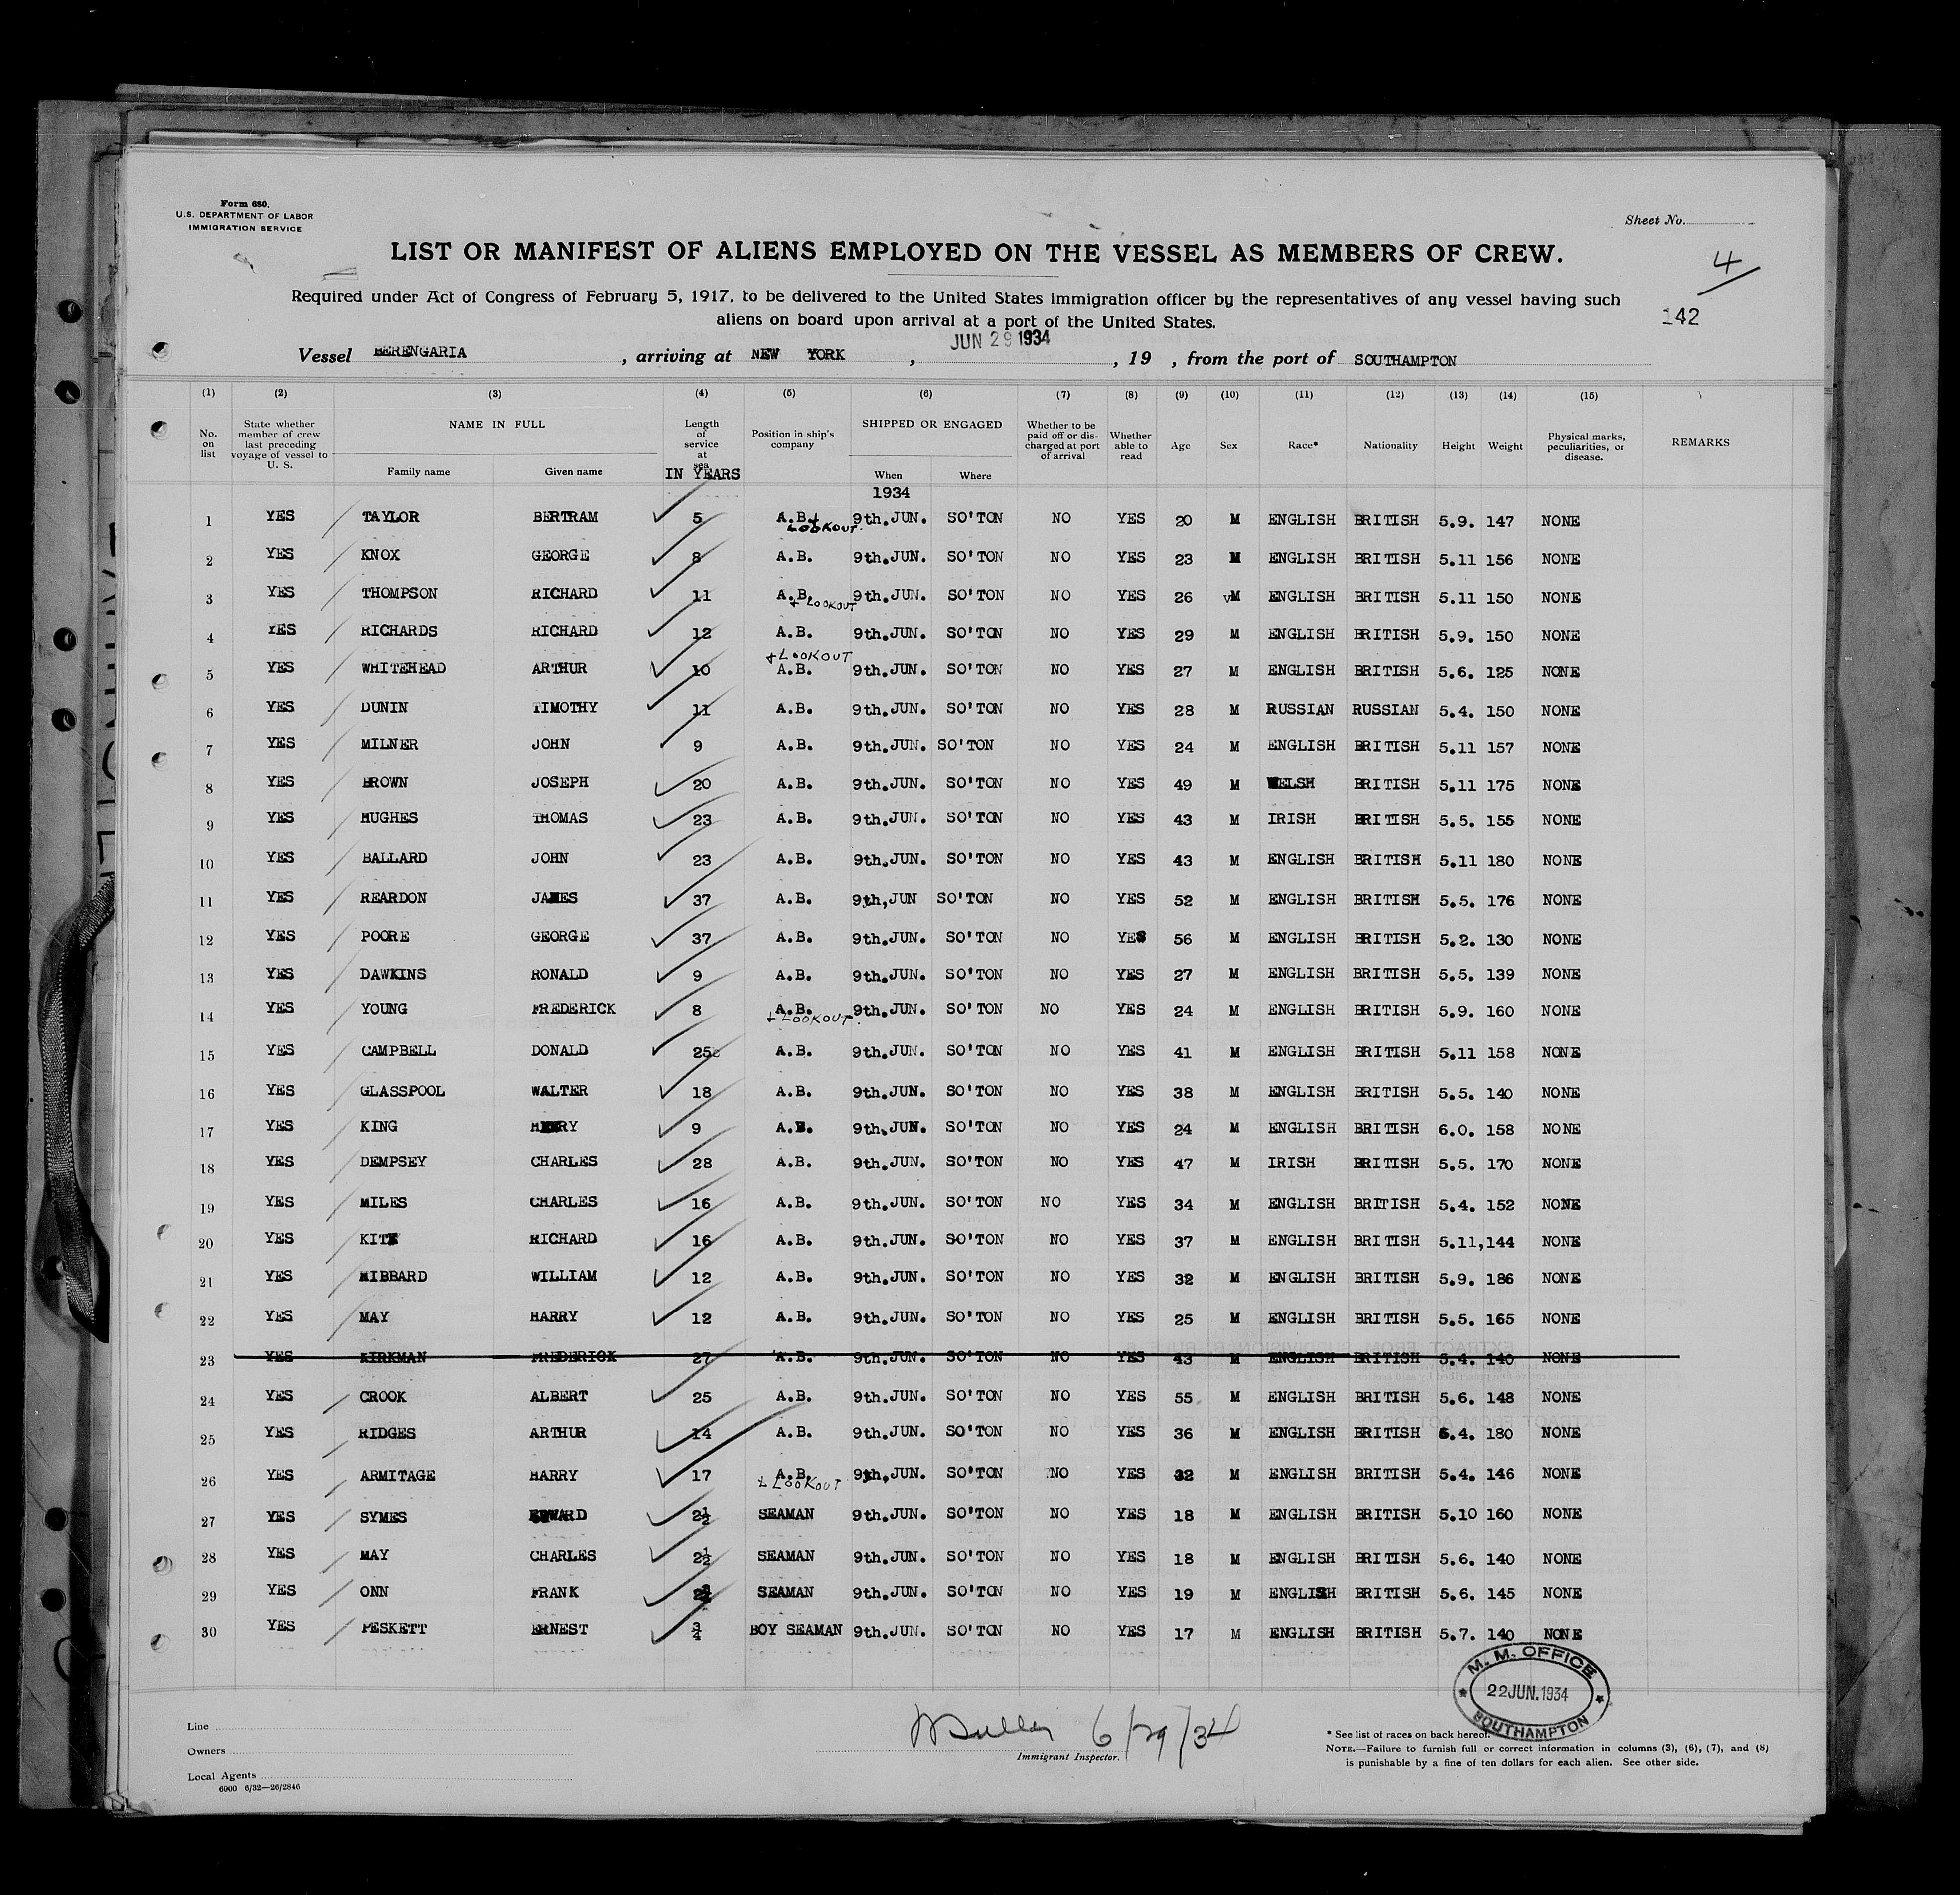 Form 680.
U.S. DEPARTMENT OF LABOR
IMMIGRATION SERVICE
Sheet No.
LIST OR MANIFEST OF ALIENS EMPLOYED ON THE VESSEL AS MEMBERS OF CREW.
4
Required under Act of Congress of February 5, 1917, to be delivered to the United States immigration officer by the representatives of any vessel having such
aliens on board upon arrival at a port of the United States.
142
JUN 29 1934
Vessel BERENGARIA, arriving at NEW YORK, , 19 , from the port of SOUTHAMPTON
(1) (2) (3) (4) (5) (6) (7) (8) (9) (10) (11) (12) (13) (14) (15)
No. on list | State whether member of crew last preceding voyage of vessel to U. S. | NAME IN FULL | Length of service at sea | Position in ship's company | SHIPPED OR ENGAGED | Whether to be paid off or discharged at port of arrival | Whether able to read | Age | Sex | Race* | Nationality | Height | Weight | Physical marks, peculiarities, or disease. | REMARKS
Family name | Given name | IN YEARS | When | Where
1934
1 YES TAYLOR BERTRAM 5 A.B. + LOOKOUT. 9th.JUN. SO'TON NO YES 20 M ENGLISH BRITISH 5.9. 147 NONE
2 YES KNOX GEORGE 8 A.B. 9th.JUN. SO'TON NO YES 23 M ENGLISH BRITISH 5.11 156 NONE
3 YES THOMPSON RICHARD 11 A.B. + LOOKOUT 9th.JUN. SO'TON NO YES 26 M ENGLISH BRITISH 5.11 150 NONE
4 YES RICHARDS RICHARD 12 A.B. 9th.JUN. SO'TON NO YES 29 M ENGLISH BRITISH 5.9. 150 NONE
5 YES WHITEHEAD ARTHUR 10 + LOOKOUT A.B. 9th.JUN. SO'TON NO YES 27 M ENGLISH BRITISH 5.6. 125 NONE
6 YES DUNIN TIMOTHY 11 A.B. 9th.JUN. SO'TON NO YES 28 M RUSSIAN RUSSIAN 5.4. 150 NONE
7 YES MILNER JOHN 9 A.B. 9th.JUN. SO'TON NO YES 24 M ENGLISH BRITISH 5.11 157 NONE
8 YES BROWN JOSEPH 20 A.B. 9th.JUN. SO'TON NO YES 49 M WELSH BRITISH 5.11 175 NONE
9 YES HUGHES THOMAS 23 A.B. 9th.JUN. SO'TON NO YES 43 M IRISH BRITISH 5.5. 155 NONE
10 YES BALLARD JOHN 23 A.B. 9th.JUN. SO'TON NO YES 43 M ENGLISH BRITISH 5.11 180 NONE
11 YES REARDON JAMES 37 A.B. 9th,JUN SO'TON NO YES 52 M ENGLISH BRITISH 5.5. 176 NONE
12 YES POORE GEORGE 37 A.B. 9th.JUN. SO'TON NO YES 56 M ENGLISH BRITISH 5.2. 130 NONE
13 YES DAWKINS RONALD 9 A.B. 9th.JUN. SO'TON NO YES 27 M ENGLISH BRITISH 5.5. 139 NONE
14 YES YOUNG FREDERICK 8 A.B. + LOOKOUT. 9th.JUN. SO'TON NO YES 24 M ENGLISH BRITISH 5.9. 160 NONE
15 YES CAMPBELL DONALD 25 A.B. 9th.JUN. SO'TON NO YES 41 M ENGLISH BRITISH 5.11 158 NONE
16 YES GLASSPOOL WALTER 18 A.B. 9th.JUN. SO'TON NO YES 38 M ENGLISH BRITISH 5.5. 140 NONE
17 YES KING 9 A.B. 9th.JUN. SO'TON NO YES 24 M ENGLISH BRITISH 6.0. 158 NONE
18 YES DEMPSEY CHARLES 28 A.B. 9th.JUN. SO'TON NO YES 47 M IRISH BRITISH 5.5. 170 NONE
19 YES MILES CHARLES 16 A.B. 9th.JUN. SO'TON NO YES 34 M ENGLISH BRITISH 5.4. 152 NONE
20 YES RICHARD 16 A.B. 9th.JUN. SO'TON NO YES 37 M ENGLISH BRITISH 5.11,144 NONE
21 YES HIBBARD WILLIAM 12 A.B. 9th.JUN. SO'TON NO YES 32 M ENGLISH BRITISH 5.9. 186 NONE
22 YES MAY HARRY 12 A.B. 9th.JUN. SO'TON NO YES 25 M ENGLISH BRITISH 5.5. 165 NONE
23 YES KIRKMAN FREDERICK 27 A.B. 9th.JUN. SO'TON NO YES 43 M ENGLISH BRITISH 5.4. 140 NONE
24 YES CROOK ALBERT 25 A.B. 9th.JUN. SO'TON NO YES 55 M ENGLISH BRITISH 5.6. 148 NONE
25 YES RIDGES ARTHUR 14 A.B. 9th.JUN. SO'TON NO YES 36 M ENGLISH BRITISH 5.4. 180 NONE
26 YES ARMITAGE HARRY 17 A.B. + LOOKOUT 9th,JUN. SO'TON NO YES 32 M ENGLISH BRITISH 5.4. 146 NONE
27 YES SYMES EDWARD 2½ SEAMAN 9th.JUN. SO'TON NO YES 18 M ENGLISH BRITISH 5.10 160 NONE
28 YES MAY CHARLES 2½ SEAMAN 9th.JUN. SO'TON NO YES 18 M ENGLISH BRITISH 5.6. 140 NONE
29 YES ONN FRANK SEAMAN 9th.JUN. SO'TON NO YES 19 M ENGLISH BRITISH 5.6. 145 NONE
30 YES PESKETT ERNEST ¾ BOY SEAMAN 9th.JUN. SO'TON NO YES 17 M ENGLISH BRITISH 5.7. 140 NONE
M. M. OFFICE
22 JUN.1934
SOUTHAMPTON
Line
Owners
Local Agents
6000 6/32—26/2846
6/29/34
Immigrant Inspector.
* See list of races on back hereof.
NOTE.—Failure to furnish full or correct information in columns (3), (6), (7), and (8)
is punishable by a fine of ten dollars for each alien. See other side.